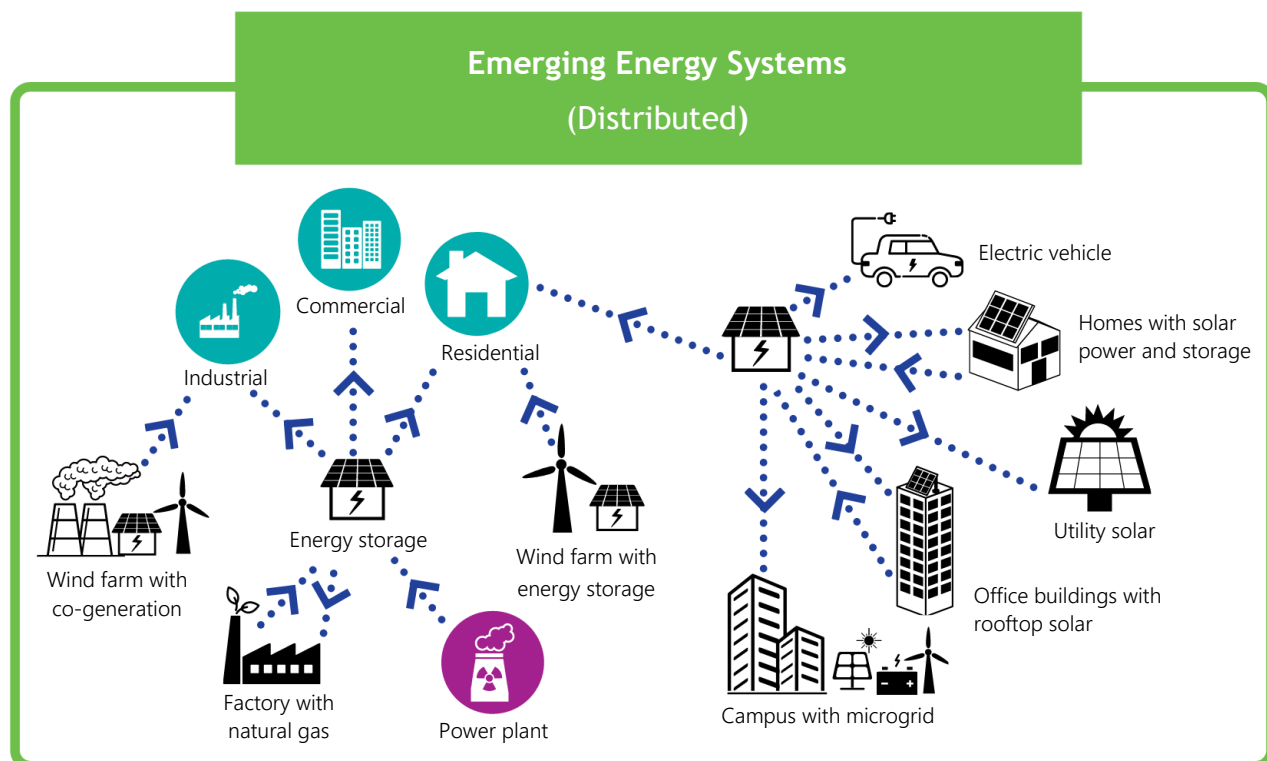 Emerging Energy Systems
(Distributed)
Commercial
Residential
Industrial
Electric vehicle
Homes with solar
power and storage
Utility solar
Energy storage
Wind farm with
energy storage
Wind farm with
co-generation
Office buildings with
rooftop solar
Factory with
natural gas
Power plant
Campus with microgrid